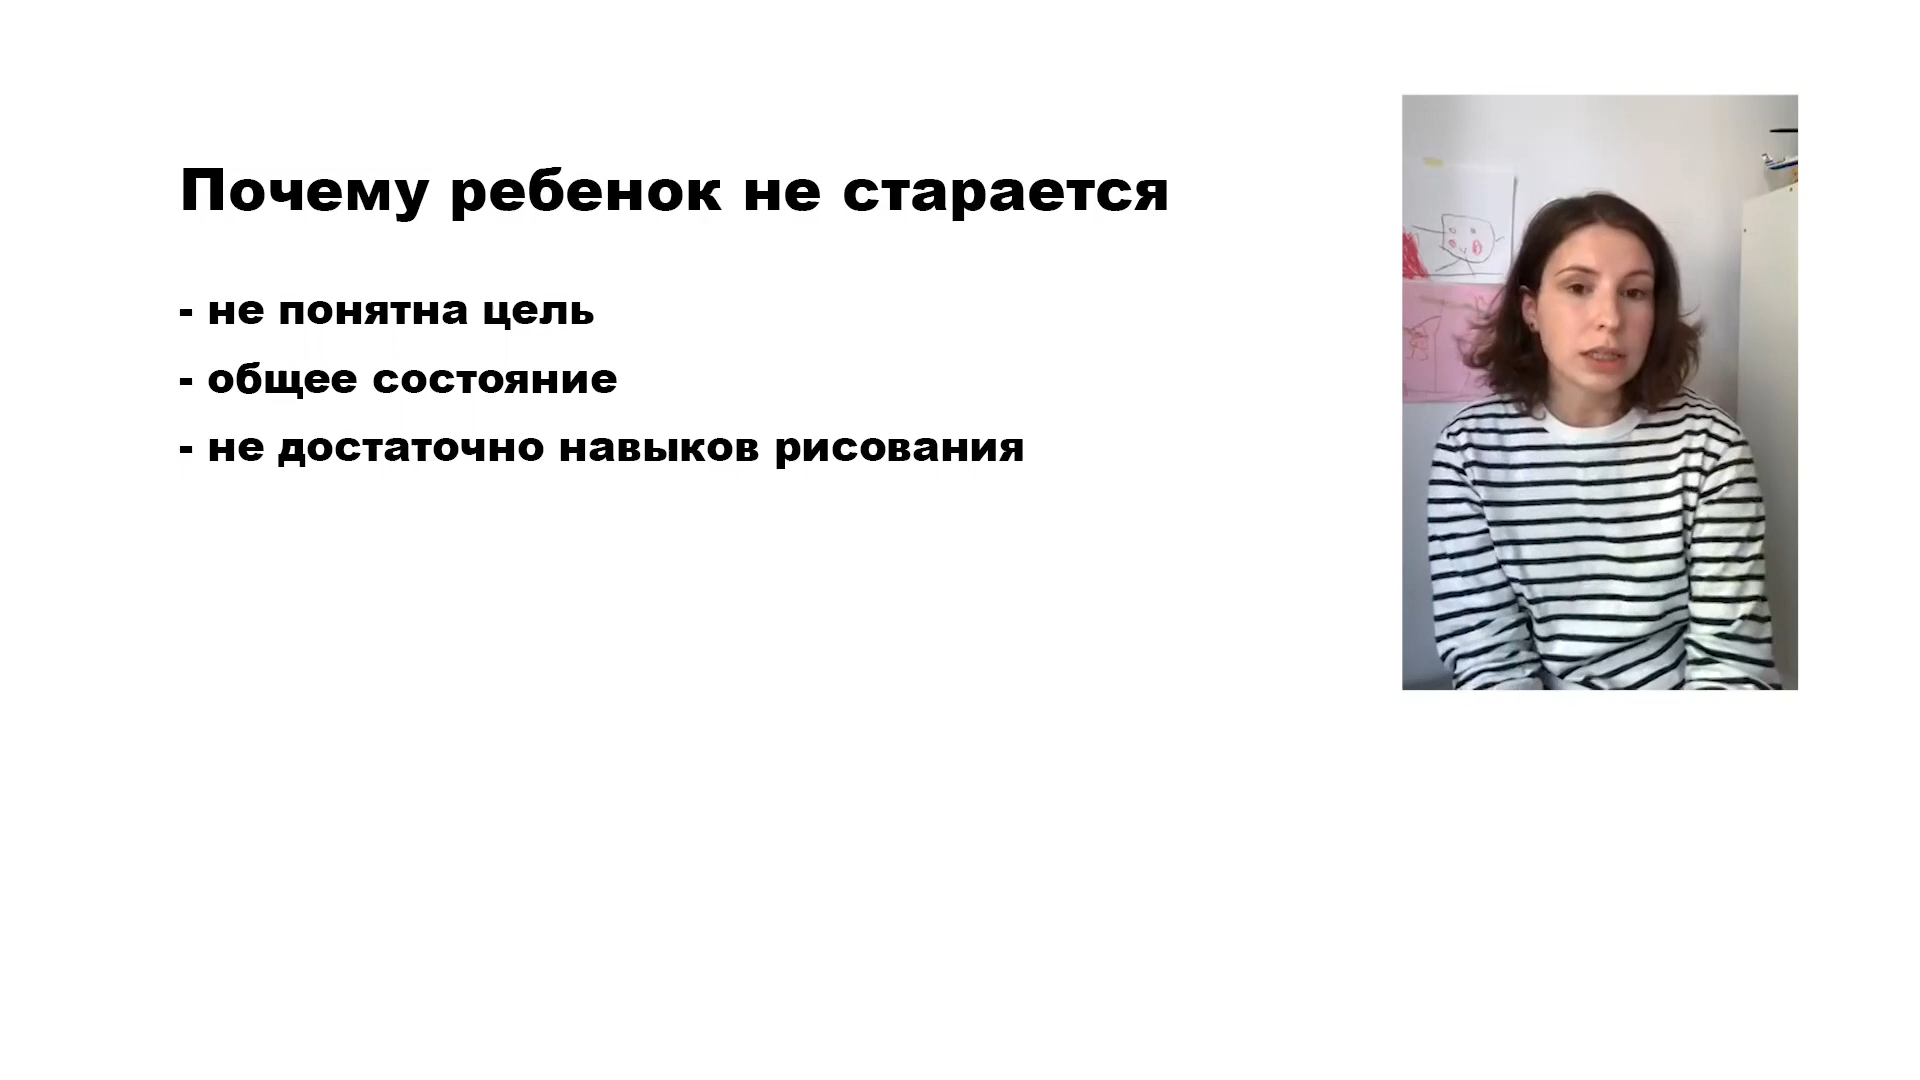 Почему ребенок не старается
- не понятна цель
- общее состояние
- не достаточно навыков рисования